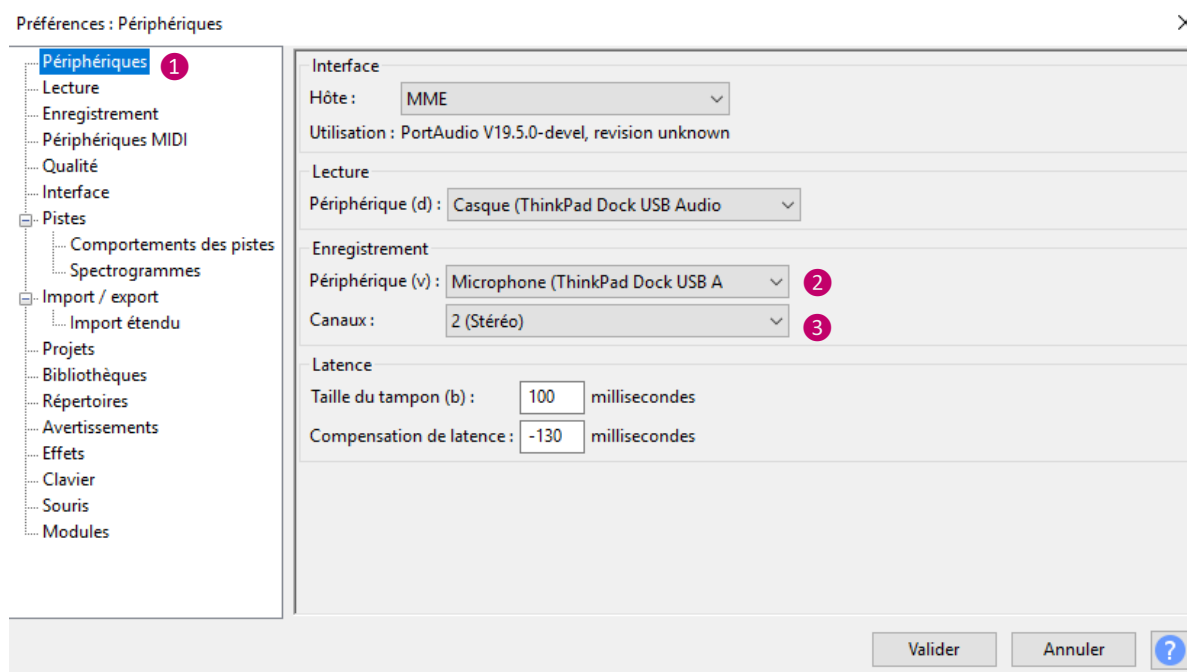 Préférences : Périphériques
Périphériques 1
Lecture
Enregistrement
Périphériques MIDI
Qualité
Interface
Pistes
Comportements des pistes
Spectrogrammes
Import / export
Import étendu
Projets
Bibliothèques
Répertoires
Avertissements
Effets
Clavier
Souris
Modules
Interface
Hôte : MME
Utilisation : PortAudio V19.5.0-devel, revision unknown
Lecture
Périphérique (d) : Casque (ThinkPad Dock USB Audio
Enregistrement
Périphérique (v) : Microphone (ThinkPad Dock USB A 2
Canaux : 2 (Stéréo) 3
Latence
Taille du tampon (b) : 100 millisecondes
Compensation de latence : -130 millisecondes
Valider Annuler ?